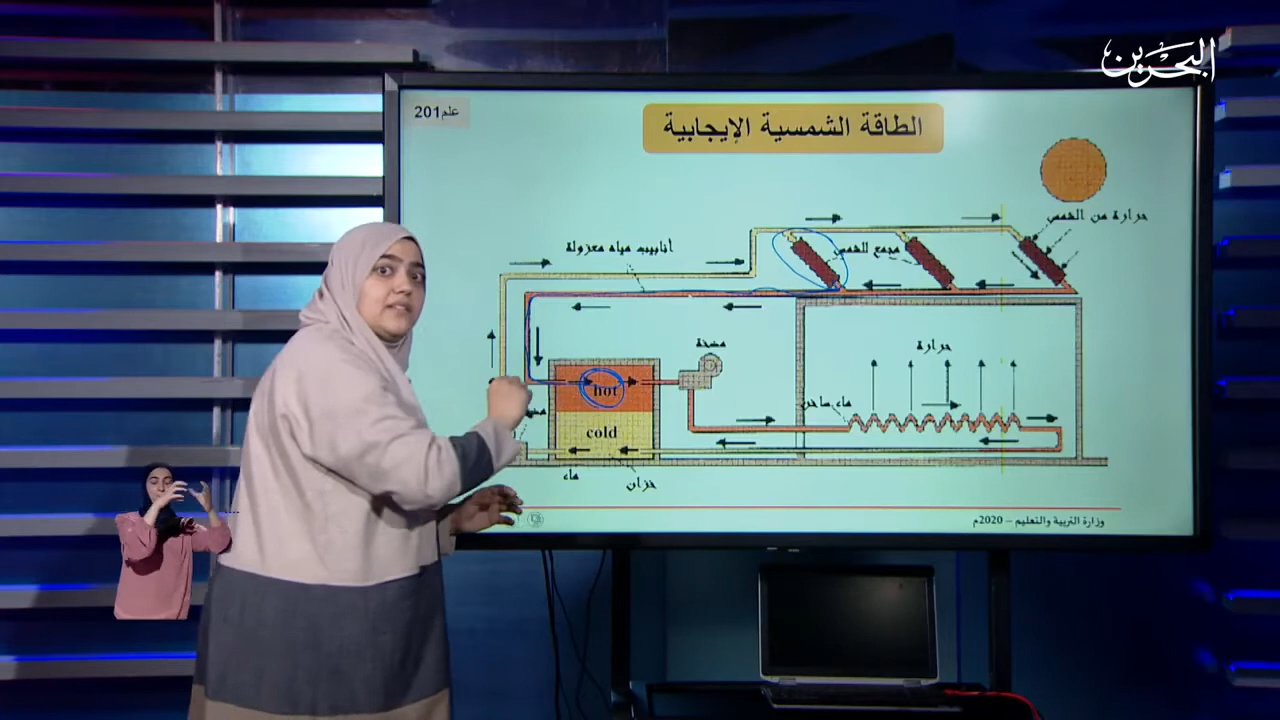 البحرين
علم201
الطاقة الشمسية الإيجابية
حرارة من الشمس
أنابيب مياه معزولة
مجمع للشمس
مضخة
حرارة
hot
ماء ساخن
cold
ماء
خزان
وزارة التربية والتعليم – 2020م